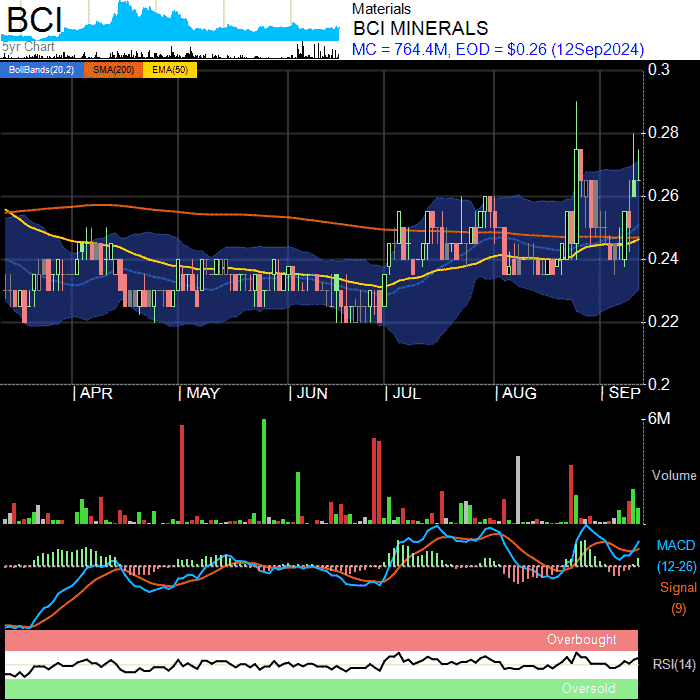 BCI
5yr Chart
Materials
BCI MINERALS
MC = 764.4M, EOD = $0.26 (12Sep2024)
BollBands(20,2) SMA(200) EMA(50)
0.3
0.28
0.26
0.24
0.22
0.2
APR MAY JUN JUL AUG SEP
6M
Volume
MACD
(12-26)
Signal
(9)
Overbought
RSI(14)
Oversold